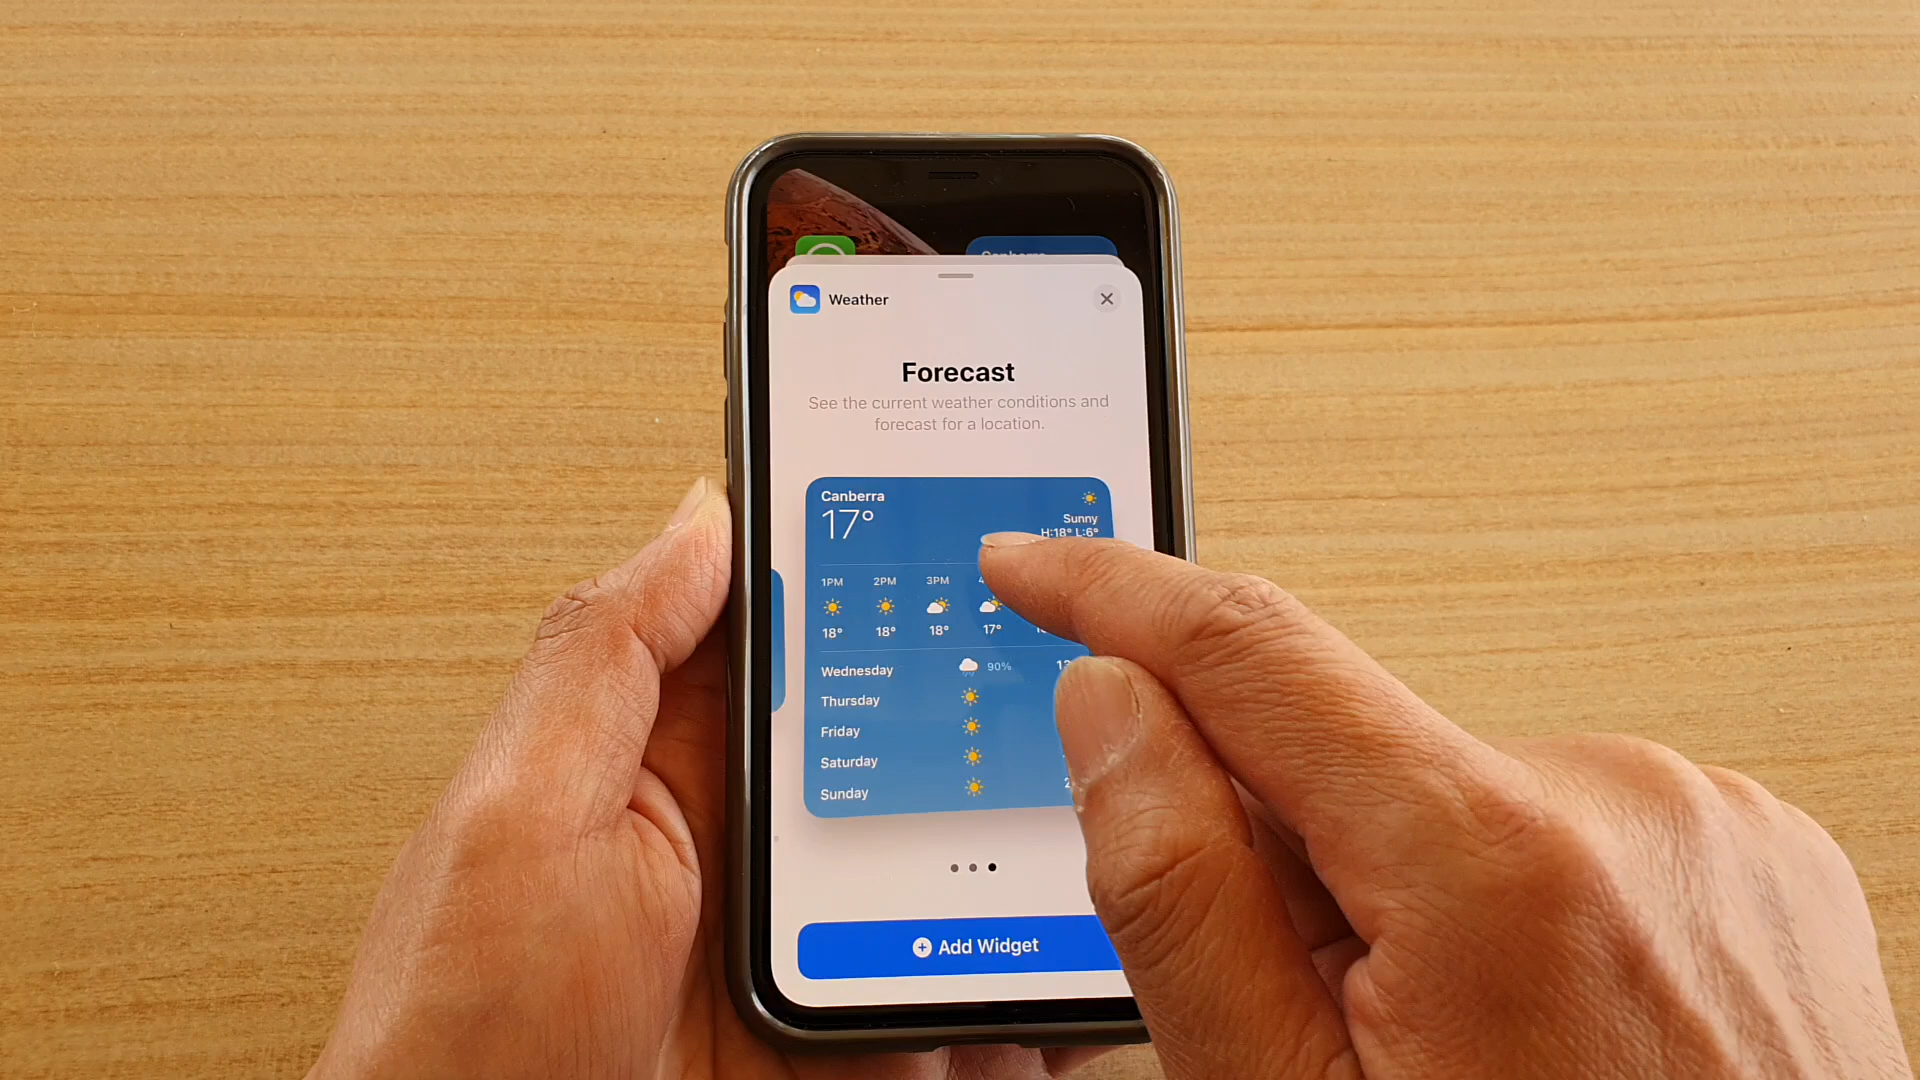 Weather
Forecast
See the current weather conditions and
forecast for a location.
Canberra
17°
Sunny
H:18° L:6°
1PM 2PM 3PM
18° 18° 18° 17°
Wednesday 90%
Thursday
Friday
Saturday
Sunday
Add Widget